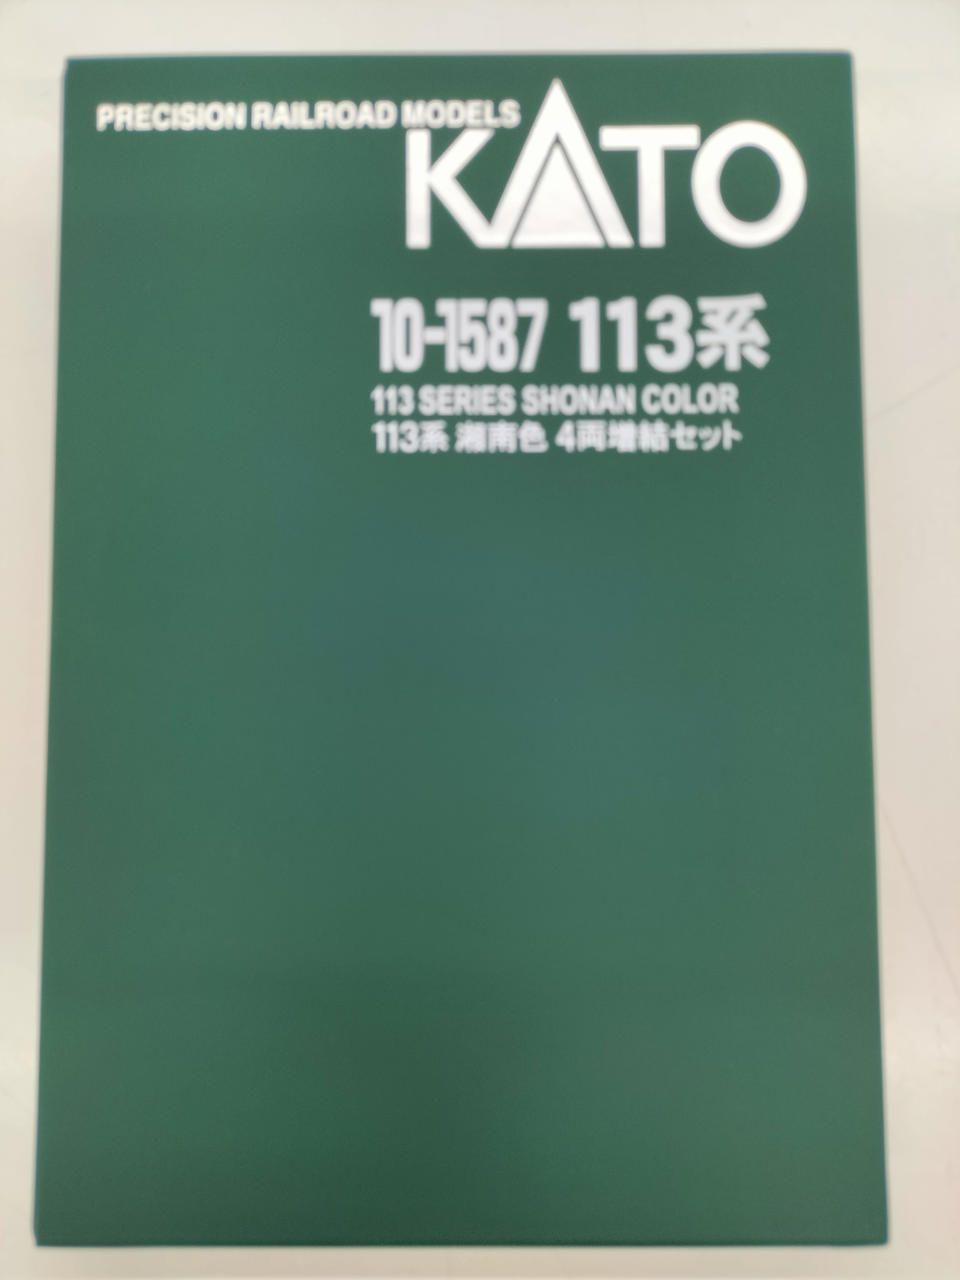 PRECISION RAILROAD MODELS
KATO
10-1587 113系
113 SERIES SHONAN COLOR
113系 湘南色 4両増結セット